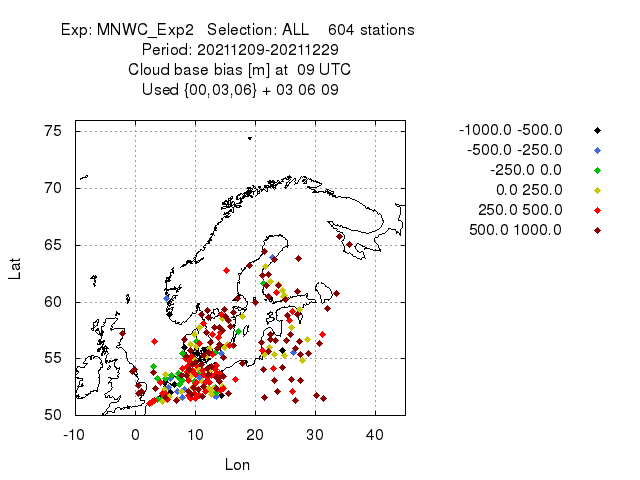 Exp: MNWC_Exp2 Selection: ALL 604 stations
Period: 20211209-20211229
Cloud base bias [m] at 09 UTC
Used {00,03,06} + 03 06 09
-1000.0 -500.0
-500.0 -250.0
-250.0 0.0
0.0 250.0
250.0 500.0
500.0 1000.0
75
70
65
60
55
50
Lat
-10 0 10 20 30 40
Lon